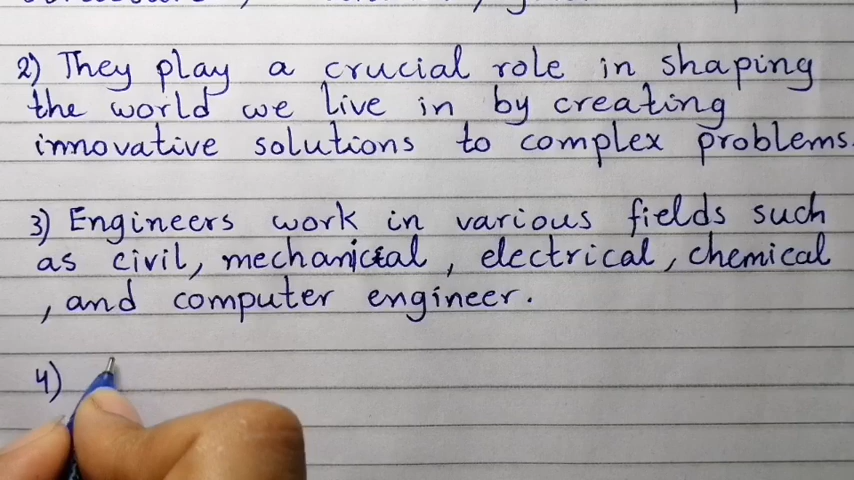 2) They play a crucial role in shaping
the world we live in by creating
innovative solutions to complex problems.
3) Engineers work in various fields such
as civil, mechanical, electrical, chemical
, and computer engineer.
4)